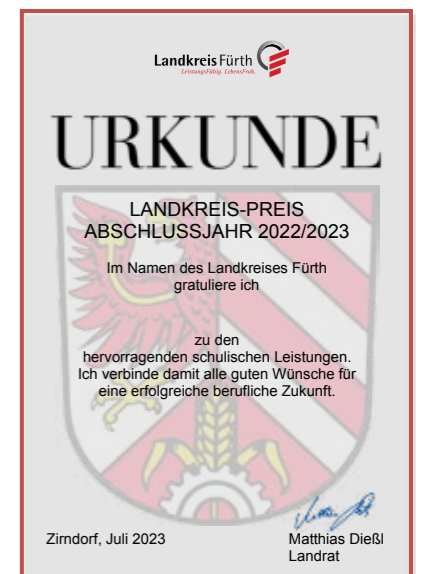 Landkreis Fürth
LeistungsFähig. LebensFroh.
URKUNDE
LANDKREIS-PREIS
ABSCHLUSSJAHR 2022/2023
Im Namen des Landkreises Fürth
gratuliere ich
zu den
hervorragenden schulischen Leistungen.
Ich verbinde damit alle guten Wünsche für
eine erfolgreiche berufliche Zukunft.
Zirndorf, Juli 2023
Matthias Dießl
Landrat